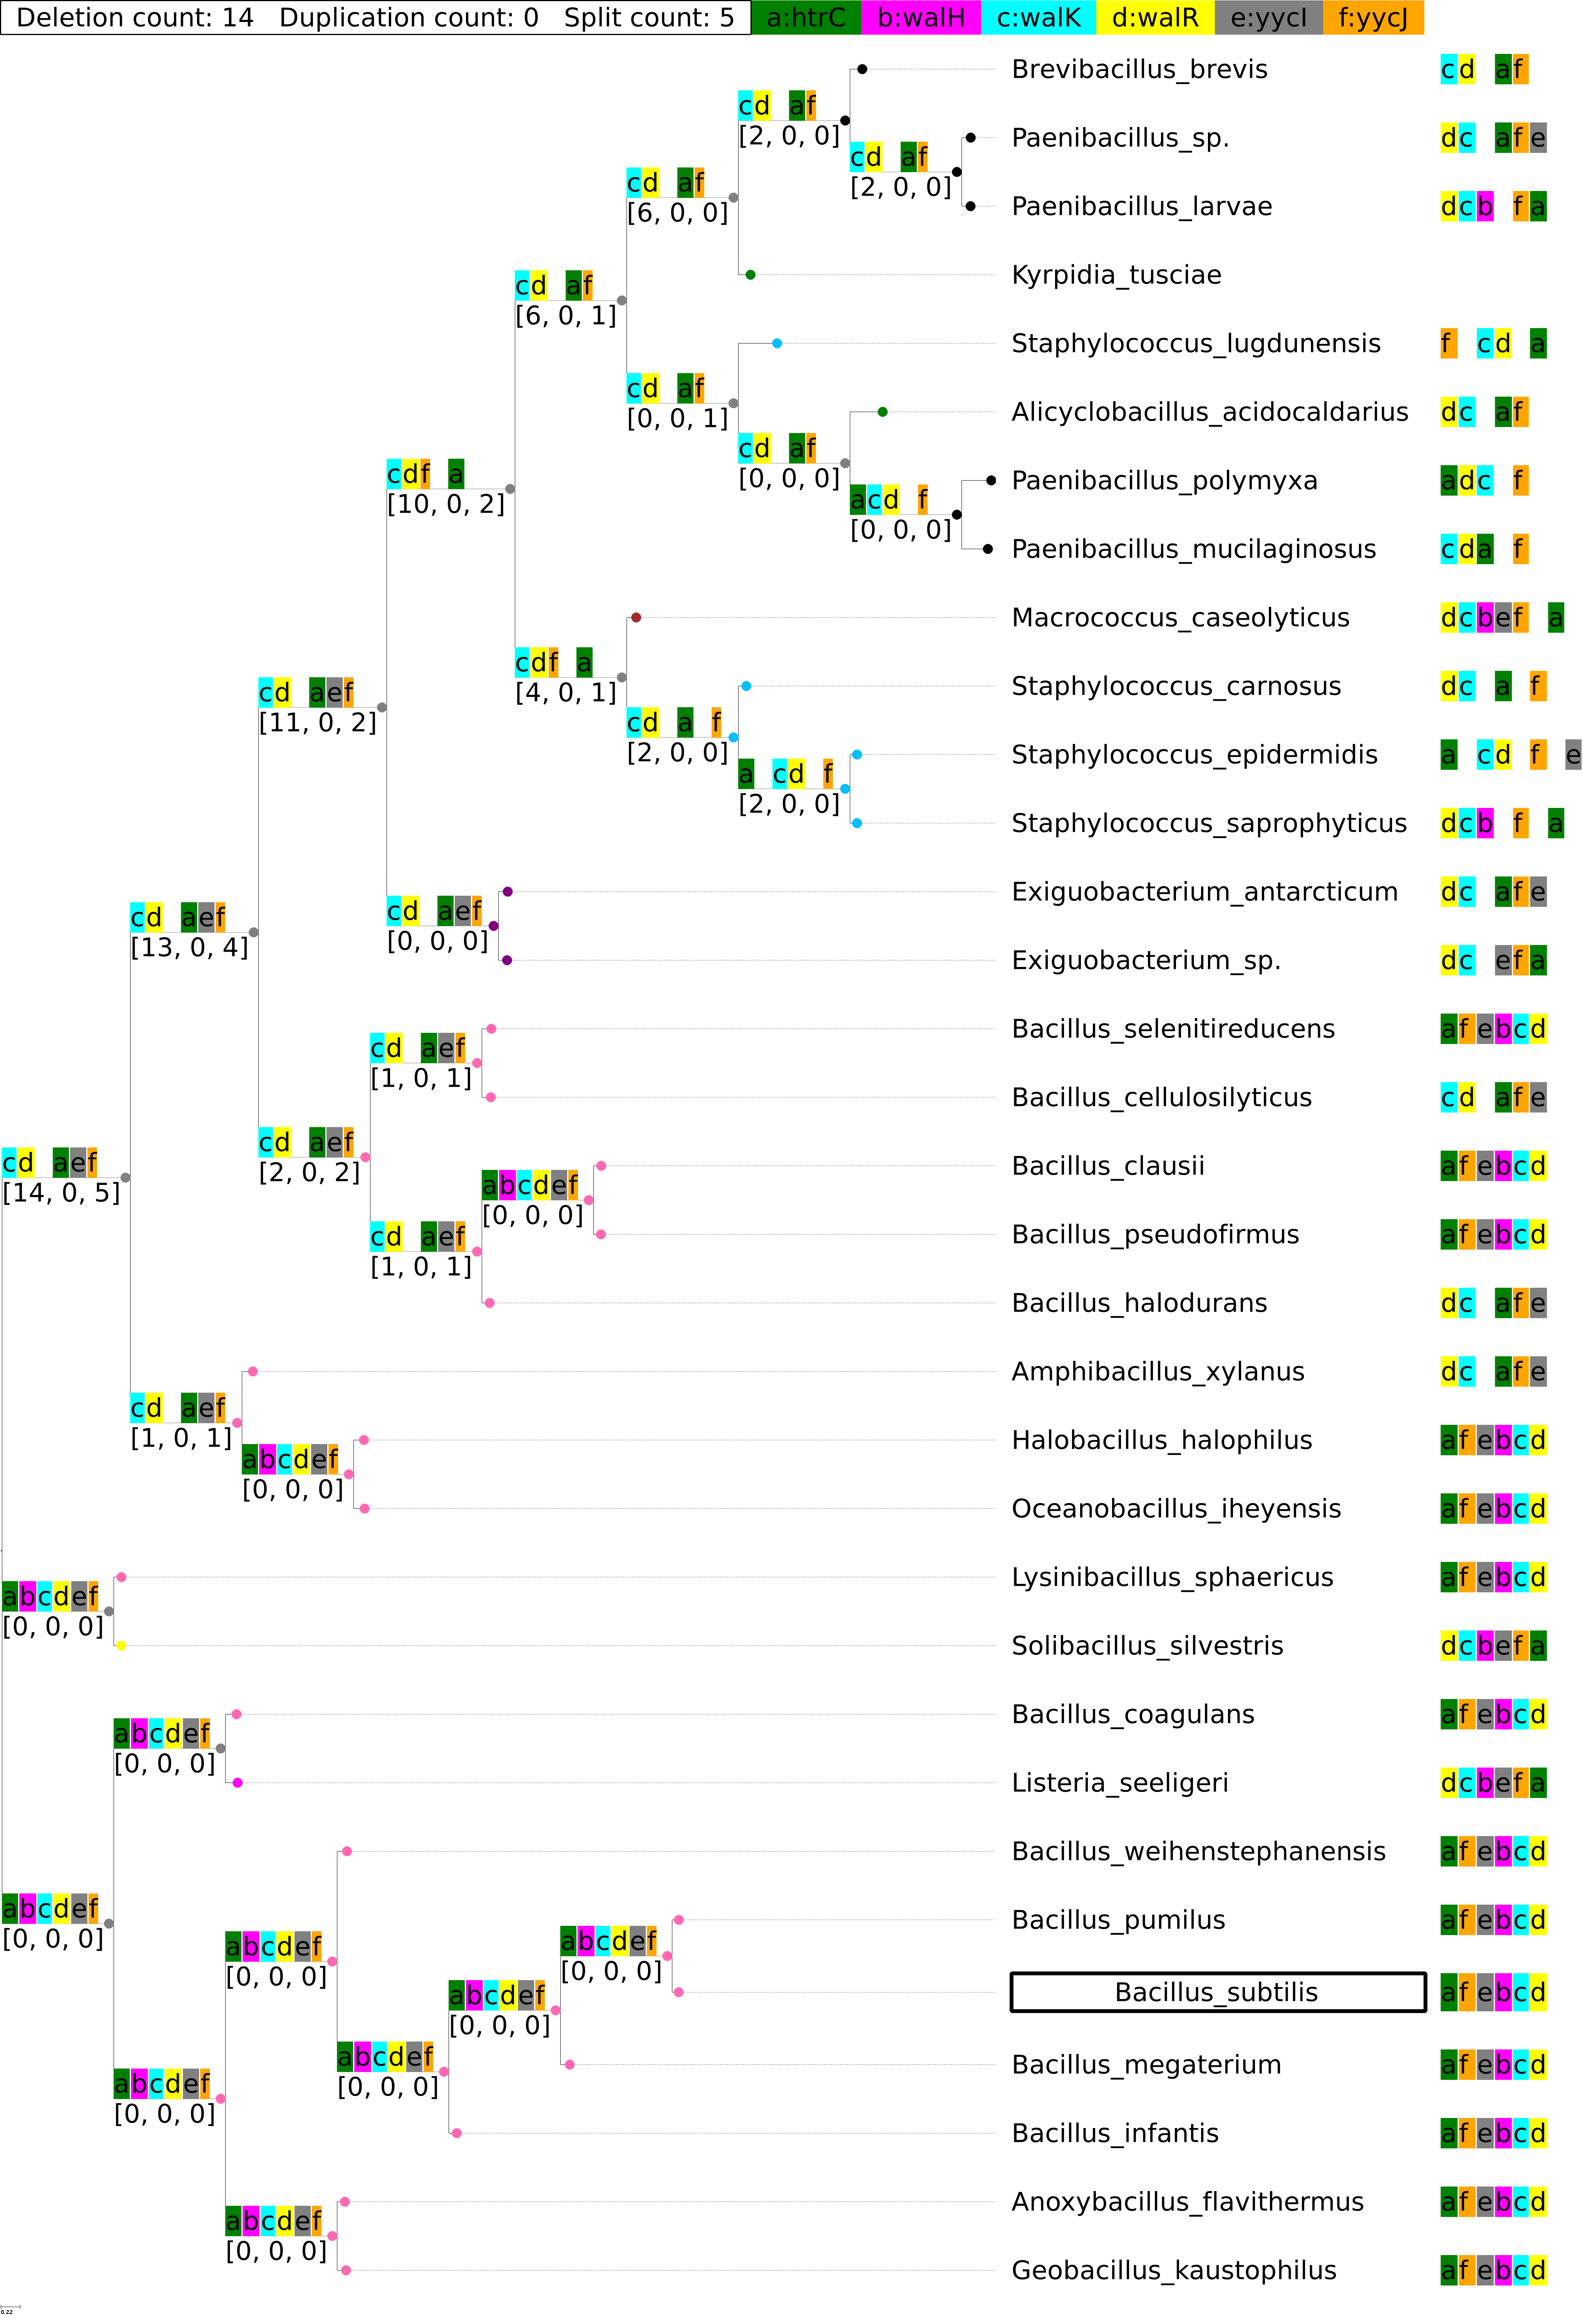 Deletion count: 14 Duplication count: 0 Split count: 5 a:htrC b:walH c:walK d:walR e:yycI f:yycJ
Brevibacillus_brevis cd af
cd af
[2, 0, 0]
Paenibacillus_sp. dc afe
cd af
[2, 0, 0]
cd af
[6, 0, 0]
Paenibacillus_larvae dcb fa
Kyrpidia_tusciae
cd af
[6, 0, 1]
Staphylococcus_lugdunensis f cd a
cd af
[0, 0, 1]
Alicyclobacillus_acidocaldarius dc af
cd af
[0, 0, 0]
cdf a
[10, 0, 2]
Paenibacillus_polymyxa adc f
acd f
[0, 0, 0]
Paenibacillus_mucilaginosus cda f
Macrococcus_caseolyticus dcbef a
cdf a
[4, 0, 1]
Staphylococcus_carnosus dc a f
cd aef
[11, 0, 2]
cd a f
[2, 0, 0]
Staphylococcus_epidermidis a cd f e
a cd f
[2, 0, 0]
Staphylococcus_saprophyticus dcb f a
Exiguobacterium_antarcticum dc afe
cd aef
[13, 0, 4]
cd aef
[0, 0, 0]
Exiguobacterium_sp. dc efa
Bacillus_selenitireducens afebcd
cd aef
[1, 0, 1]
Bacillus_cellulosilyticus cd afe
cd aef
[2, 0, 2]
cd aef
[14, 0, 5]
Bacillus_clausii afebcd
abcdef
[0, 0, 0]
Bacillus_pseudofirmus afebcd
cd aef
[1, 0, 1]
Bacillus_halodurans dc afe
Amphibacillus_xylanus dc afe
cd aef
[1, 0, 1]
Halobacillus_halophilus afebcd
abcdef
[0, 0, 0]
Oceanobacillus_iheyensis afebcd
Lysinibacillus_sphaericus afebcd
abcdef
[0, 0, 0]
Solibacillus_silvestris dcbefa
Bacillus_coagulans afebcd
abcdef
[0, 0, 0]
Listeria_seeligeri dcbefa
Bacillus_weihenstephanensis afebcd
abcdef
[0, 0, 0]
Bacillus_pumilus afebcd
abcdef
[0, 0, 0]
abcdef
[0, 0, 0]
Bacillus_subtilis afebcd
abcdef
[0, 0, 0]
Bacillus_megaterium afebcd
abcdef
[0, 0, 0]
abcdef
[0, 0, 0]
Bacillus_infantis afebcd
Anoxybacillus_flavithermus afebcd
abcdef
[0, 0, 0]
Geobacillus_kaustophilus afebcd
0.22